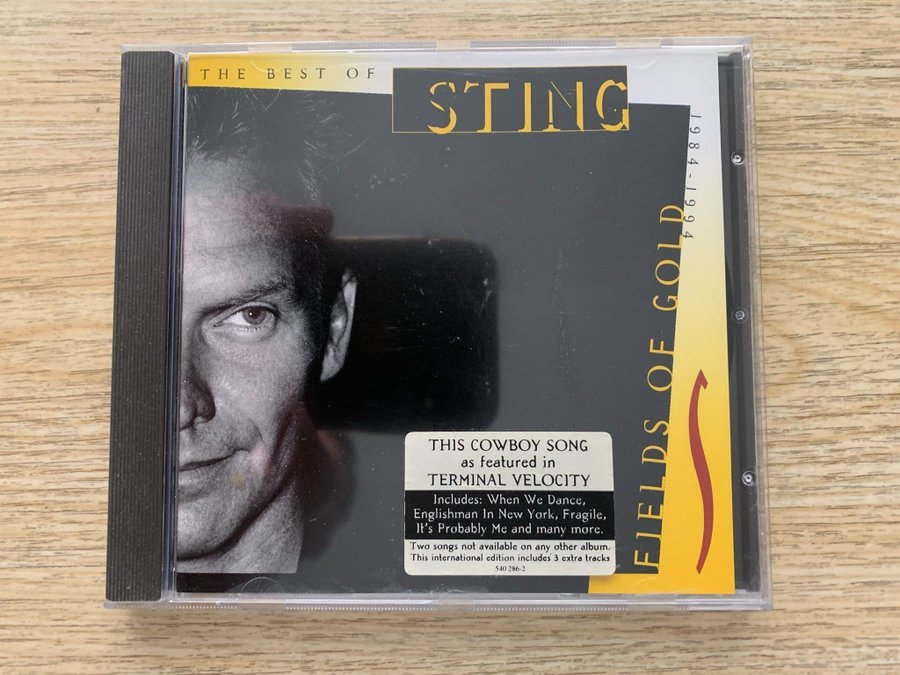 THE BEST OF
STING
1984-1994
FIELDS OF GOLD
THIS COWBOY SONG
as featured in
TERMINAL VELOCITY
Includes: When We Dance,
Englishman In New York, Fragile,
It's Probably Me and many more.
Two songs not available on any other album.
This international edition includes 3 extra tracks
540 286-2